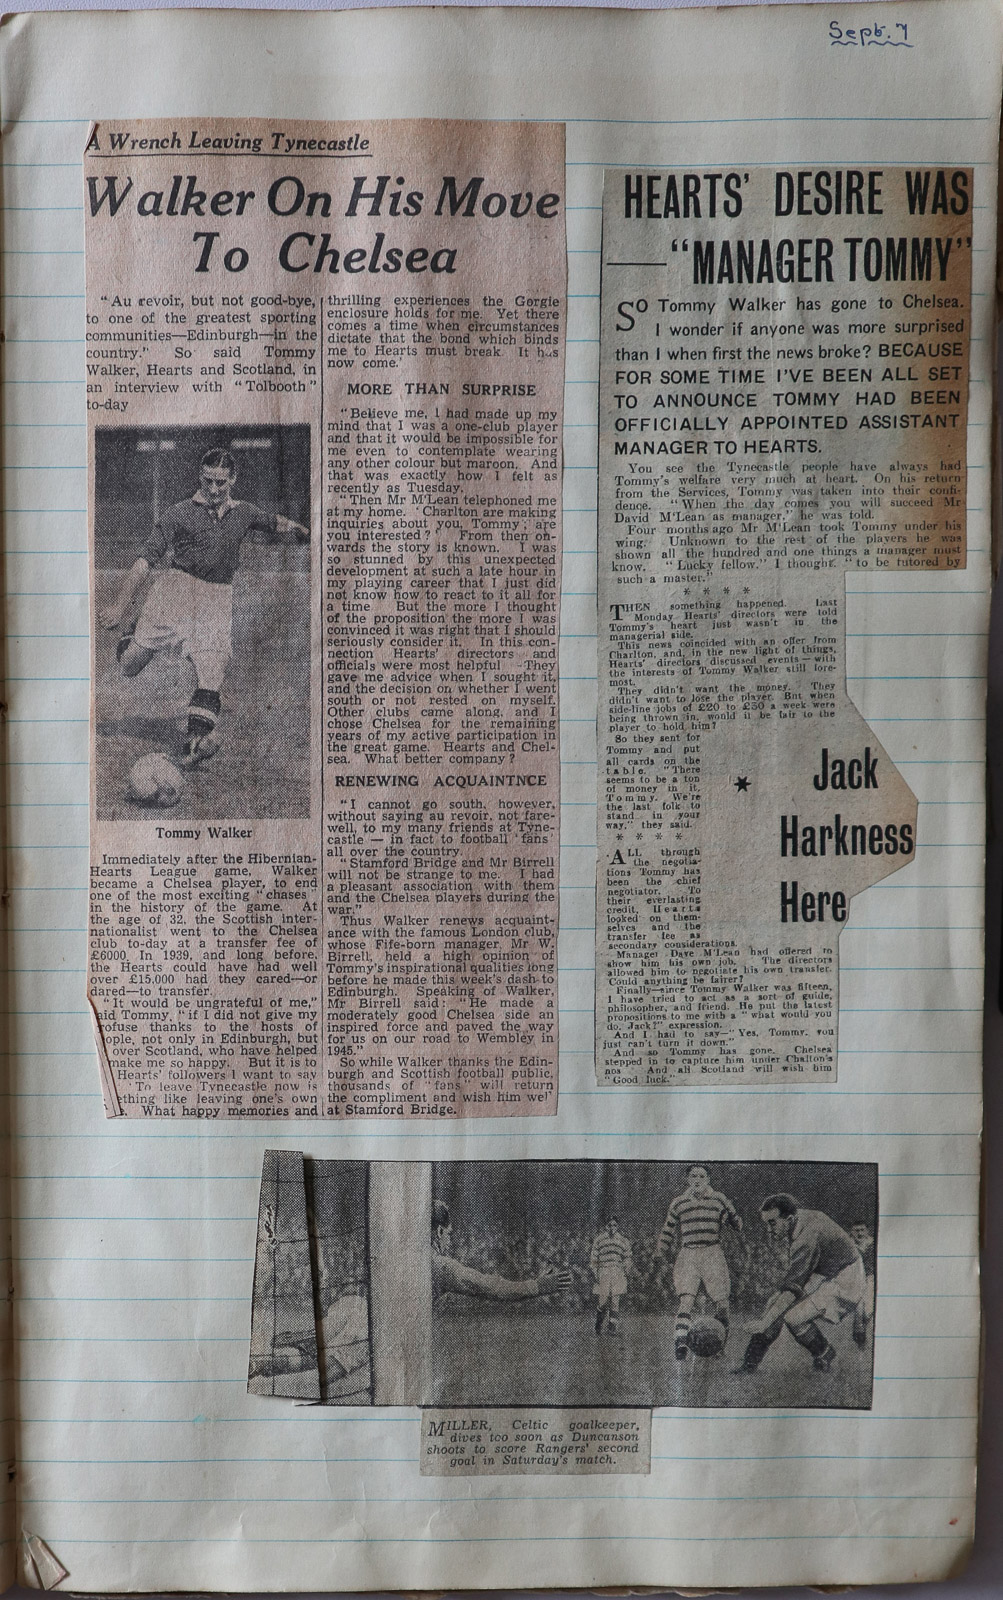 Sept. 7
A Wrench Leaving Tynecastle
Walker On His Move
To Chelsea
"Au revoir, but not good-bye,
to one of the greatest sporting
communities—Edinburgh—in the
country." So said Tommy
Walker, Hearts and Scotland, in
an interview with "Tolbooth"
to-day
Tommy Walker
Immediately after the Hibernian-
Hearts League game, Walker
became a Chelsea player, to end
one of the most exciting "chases"
in the history of the game. At
the age of 32, the Scottish inter-
nationalist went to the Chelsea
club to-day at a transfer fee of
£6000. In 1939, and long before,
the Hearts could have had well
over £15,000 had they cared—or
dared—to transfer.
"It would be ungrateful of me,"
aid Tommy, "if I did not give my
ofuse thanks to the hosts of
ople, not only in Edinburgh, but
over Scotland, who have helped
make me so happy. But it is to
Hearts' followers I want to say
'To leave Tynecastle now is
ething like leaving one's own
e. What happy memories and
thrilling experiences the Gorgie
enclosure holds for me. Yet there
comes a time when circumstances
dictate that the bond which binds
me to Hearts must break. It has
now come.'
MORE THAN SURPRISE
"Believe me, I had made up my
mind that I was a one-club player
and that it would be impossible for
me even to contemplate wearing
any other colour but maroon. And
that was exactly how I felt as
recently as Tuesday.
"Then Mr M'Lean telephoned me
at my home. 'Charlton are making
inquiries about you, Tommy; are
you interested?' From then on-
wards the story is known. I was
so stunned by this unexpected
development at such a late hour in
my playing career that I just did
not know how to react to it all for
a time But the more I thought
of the proposition the more I was
convinced it was right that I should
seriously consider it. In this con-
nection Hearts' directors and
officials were most helpful They
gave me advice when I sought it,
and the decision on whether I went
south or not rested on myself.
Other clubs came along, and I
chose Chelsea for the remaining
years of my active participation in
the great game. Hearts and Chel-
sea. What better company?
RENEWING ACQUAINTNCE
"I cannot go south, however,
without saying au revoir, not fare-
well, to my many friends at Tyne-
castle — in fact to football 'fans'
all over the country.
"Stamford Bridge and Mr Birrell
will not be strange to me. I had
a pleasant association with them
and the Chelsea players during the
war."
Thus Walker renews acquaint-
ance with the famous London club,
whose Fife-born manager, Mr W.
Birrell, held a high opinion of
Tommy's inspirational qualities long
before he made this week's dash to
Edinburgh. Speaking of Walker,
Mr Birrell said: "He made a
moderately good Chelsea side an
inspired force and paved the way
for us on our road to Wembley in
1945."
So while Walker thanks the Edin-
burgh and Scottish football public,
thousands of "fans" will return
the compliment and wish him wel'
at Stamford Bridge.
HEARTS' DESIRE WAS
—"MANAGER TOMMY"
SO Tommy Walker has gone to Chelsea.
I wonder if anyone was more surprised
than I when first the news broke? BECAUSE
FOR SOME TIME I'VE BEEN ALL SET
TO ANNOUNCE TOMMY HAD BEEN
OFFICIALLY APPOINTED ASSISTANT
MANAGER TO HEARTS.
You see the Tynecastle people have always had
Tommy's welfare very much at heart. On his return
from the Services, Tommy was taken into their confi-
dence. "When the day comes you will succeed Mr
David M'Lean as manager," he was told.
Four months ago Mr M'Lean took Tommy under his
wing. Unknown to the rest of the players he was
shown all the hundred and one things a manager must
know. "Lucky fellow," I thought, "to be tutored by
such a master."
* * * *
THEN something happened. Last
Monday Hearts' directors were told
Tommy's heart just wasn't in the
managerial side.
This news coincided with an offer from
Charlton, and, in the new light of things,
Hearts' directors discussed events—with
the interests of Tommy Walker still fore-
most.
They didn't want the money. They
didn't want to lose the player. But when
side-line jobs of £20 to £30 a week were
being thrown in, would it be fair to the
player to hold him?
So they sent for
Tommy and put
all cards on the
table. "There
seems to be a ton
of money in it,
Tommy. We're
the last folk to
stand in your
way," they said.
* * * *
ALL through
the negotia-
tions Tommy has
been the chief
negotiator. To
their everlasting
credit, Hearts
looked on them-
selves and the
transfer fee as
secondary considerations.
Manager Dave M'Lean had offered to
show him his own job. The directors
allowed him to negotiate his own transfer.
Could anything be fairer?
Finally—since Tommy Walker was fifteen,
I have tried to act as a sort of guide,
philosopher, and friend. He put the latest
propositions to me with a "what would you
do, Jack?" expression.
And I had to say—"Yes, Tommy, you
just can't turn it down."
And so Tommy has gone. Chelsea
stepped in to capture him under Charlton's
nos And all Scotland will wish him
"Good luck."
* Jack
Harkness
Here
MILLER, Celtic goalkeeper,
dives too soon as Duncanson
shoots to score Rangers' second
goal in Saturday's match.